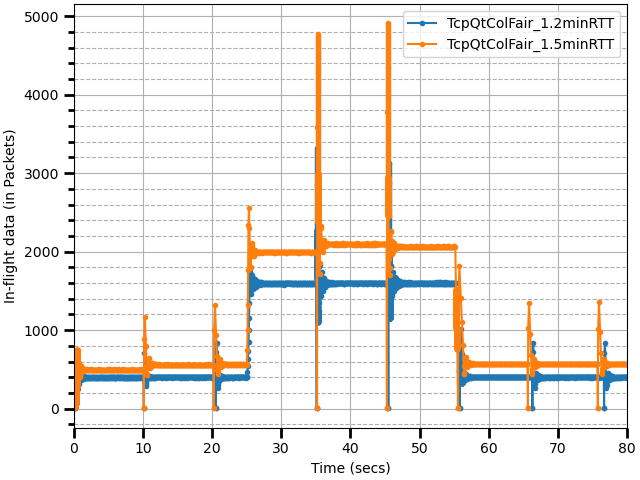 TcpQtColFair_1.2minRTT
TcpQtColFair_1.5minRTT
In-flight data (in Packets)
5000
4000
3000
2000
1000
0
0 10 20 30 40 50 60 70 80
Time (secs)